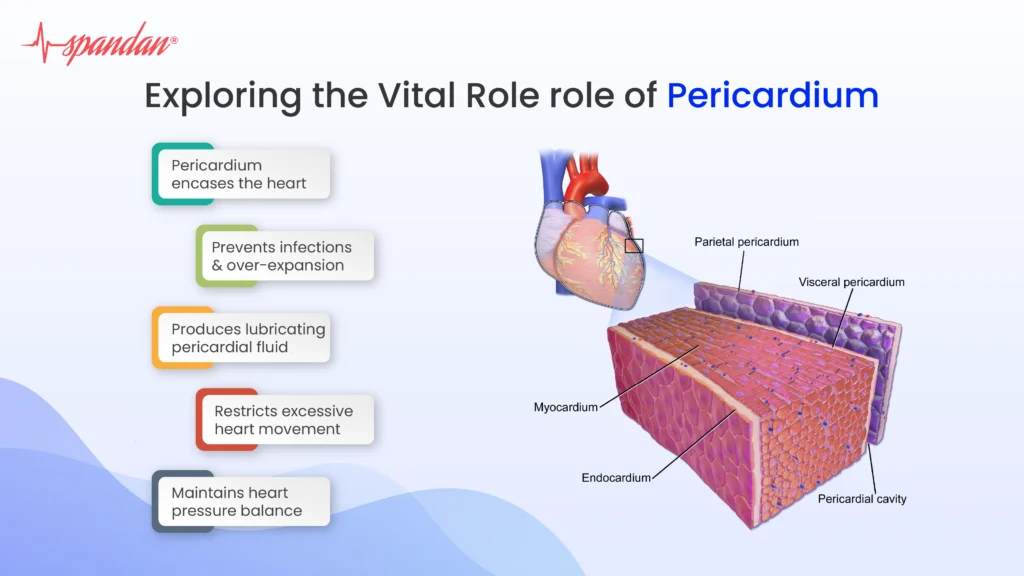 spandan®
Exploring the Vital Role role of Pericardium
Pericardium
encases the heart
Prevents infections
& over-expansion
Produces lubricating
pericardial fluid
Restricts excessive
heart movement
Maintains heart
pressure balance
Parietal pericardium
Visceral pericardium
Myocardium
Endocardium
Pericardial cavity